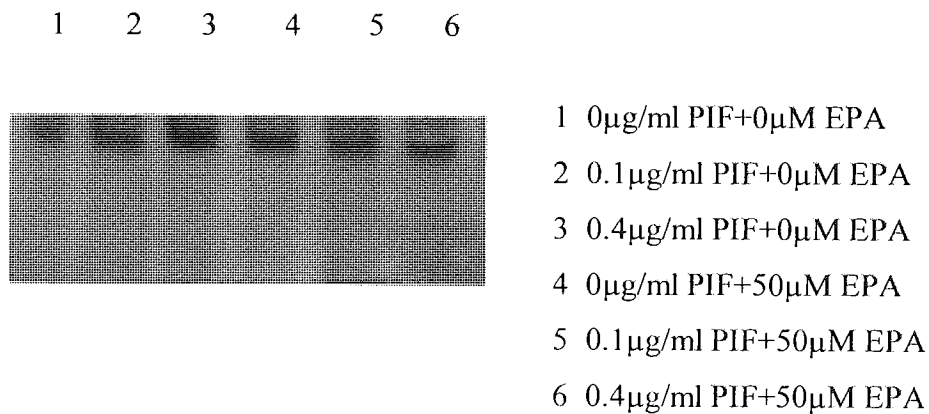 1 2 3 4 5 6
1 0μg/ml PIF+0μM EPA
2 0.1μg/ml PIF+0μM EPA
3 0.4μg/ml PIF+0μM EPA
4 0μg/ml PIF+50μM EPA
5 0.1μg/ml PIF+50μM EPA
6 0.4μg/ml PIF+50μM EPA